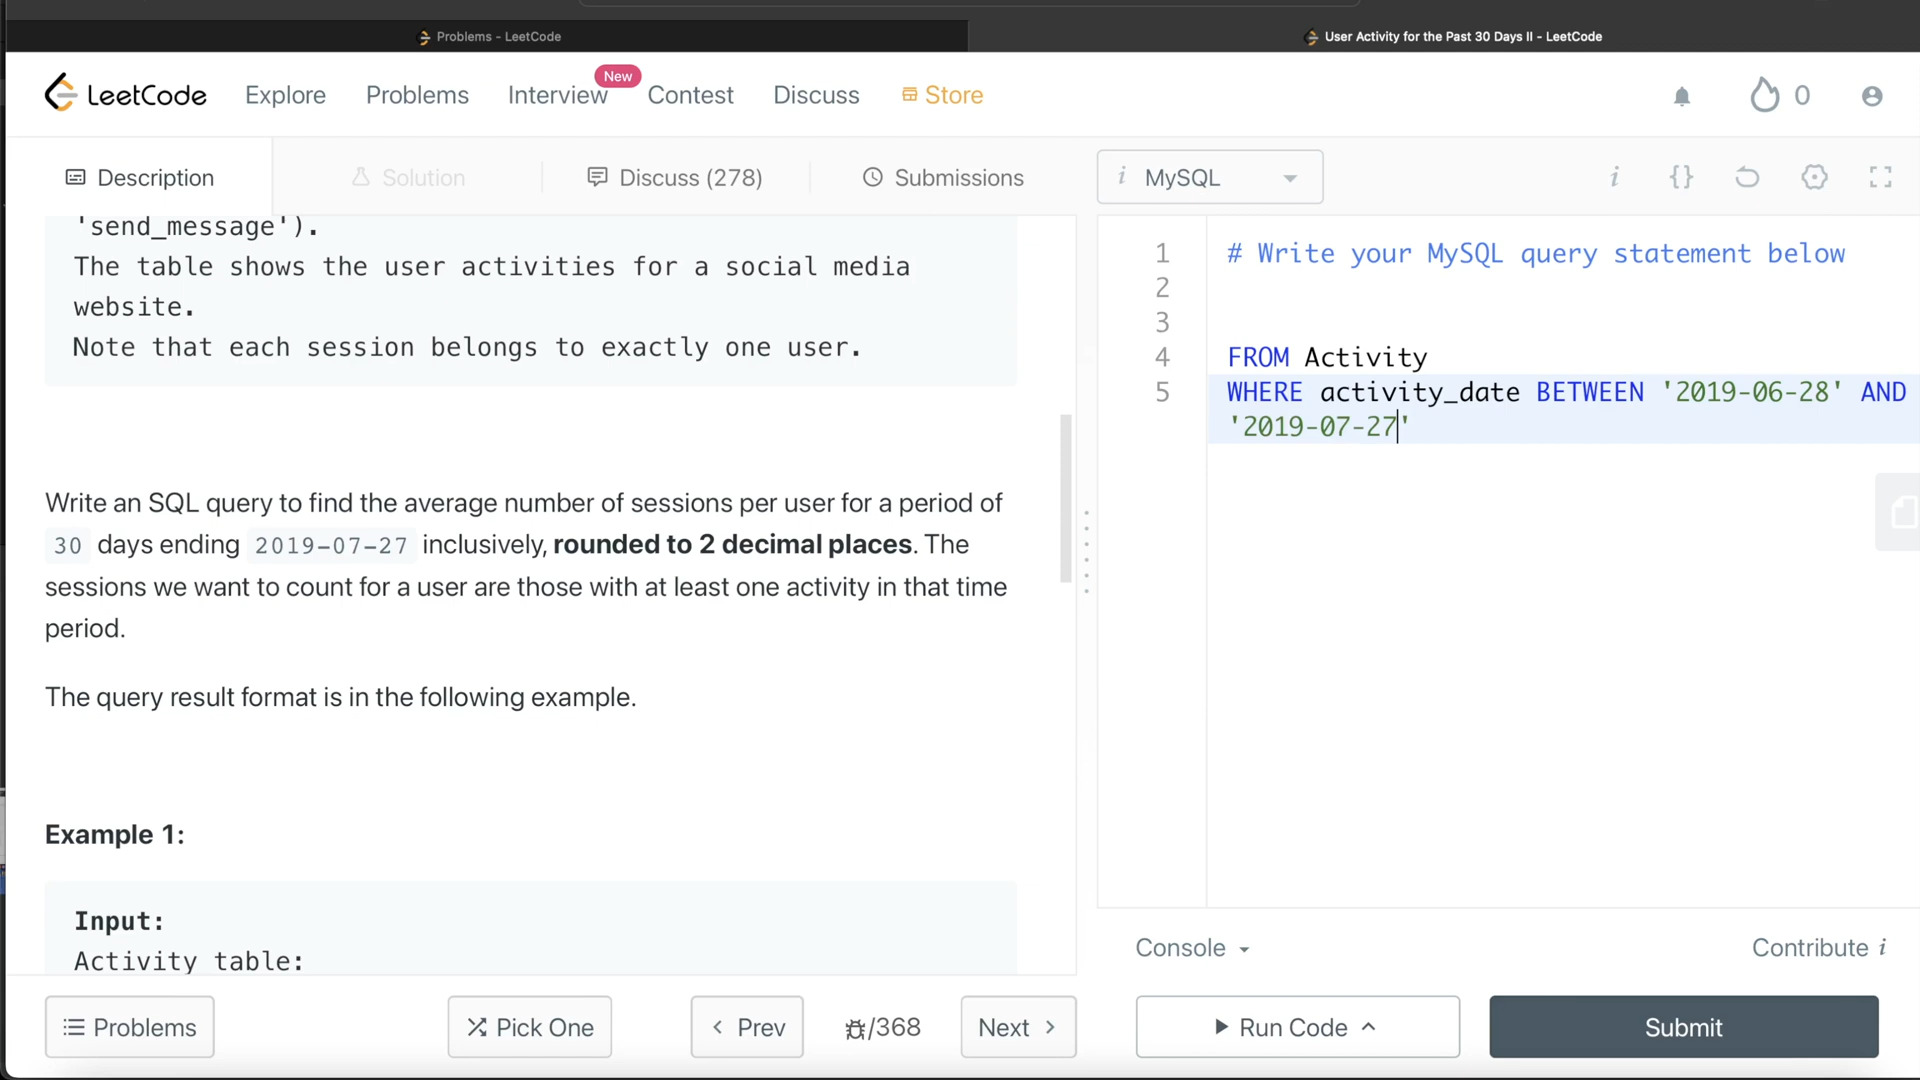 Problems - LeetCode
User Activity for the Past 30 Days II - LeetCode
LeetCode
Explore
Problems
Interview
New
Contest
Discuss
Store
0
Description
Solution
Discuss (278)
Submissions
i MySQL
i {}
'send_message').
The table shows the user activities for a social media
website.
Note that each session belongs to exactly one user.
Write an SQL query to find the average number of sessions per user for a period of
30 days ending 2019-07-27 inclusively, rounded to 2 decimal places. The
sessions we want to count for a user are those with at least one activity in that time
period.
The query result format is in the following example.
Example 1:
Input:
Activity table:
1 # Write your MySQL query statement below
2
3
4 FROM Activity
5 WHERE activity_date BETWEEN '2019-06-28' AND
'2019-07-27'
Console
Contribute i
Problems
Pick One
Prev
/368
Next
Run Code
Submit